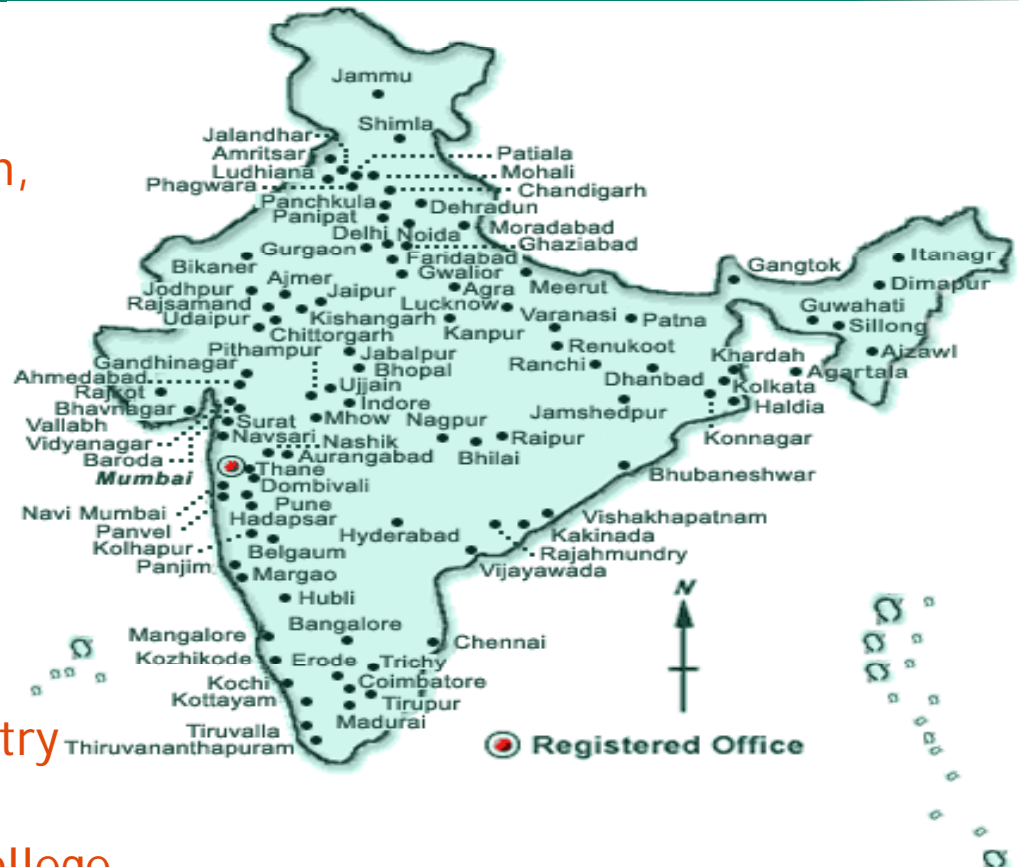 Jammu
Shimla
Jalandhar
Amritsar
Patiala
Ludhiana
Mohali
Phagwara
Chandigarh
Panchkula
Dehradun
Panipat
Moradabad
Delhi Noida
Ghaziabad
Gurgaon
Faridabad
Bikaner
Gwalior
Gangtok
Itanagr
Ajmer
Jodhpur
Jaipur
Agra
Meerut
Dimapur
Rajsamand
Lucknow
Guwahati
Udaipur
Kishangarh
Varanasi
Patna
Sillong
Chittorgarh
Kanpur
Pithampur
Jabalpur
Renukoot
Khardah
Aizawl
Gandhinagar
Bhopal
Ranchi
Agartala
Ahmedabad
Dhanbad
Kolkata
Rajkot
Ujjain
Bhavnagar
Indore
Jamshedpur
Haldia
Vallabh
Vidyanagar
Surat
Mhow
Nagpur
Navsari
Nashik
Raipur
Konnagar
Baroda
Aurangabad
Bhilai
Mumbai
Thane
Bhubaneshwar
Dombivali
Navi Mumbai
Pune
Panvel
Hadapsar
Vishakhapatnam
Kolhapur
Hyderabad
Kakinada
Belgaum
Rajahmundry
Panjim
Margao
Vijayawada
N
Hubli
Bangalore
Mangalore
Chennai
Kozhikode
Erode
Trichy
Kochi
Coimbatore
Kottayam
Tirupur
Madurai
Tiruvalla
Thiruvananthapuram
Registered Office
n,
try